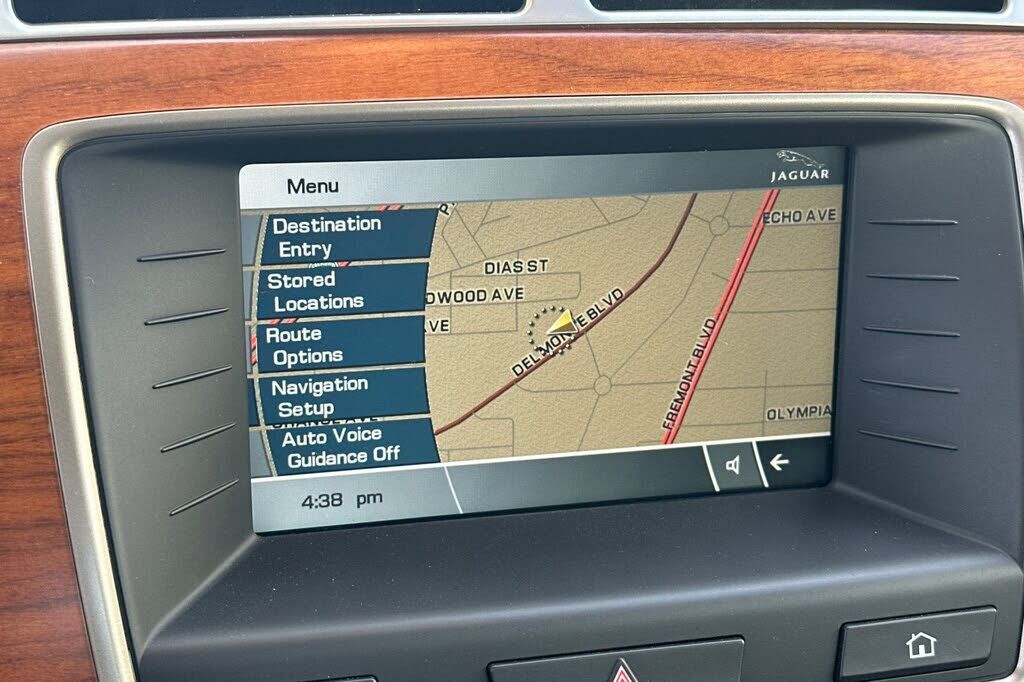 Menu
JAGUAR
Destination
Entry
Stored
Locations
Route
Options
Navigation
Setup
Auto Voice
Guidance Off
ECHO AVE
DIAS ST
DWOOD AVE
AVE
DEL MONTE BLVD
FREMONT BLVD
OLYMPIA
4:38 pm